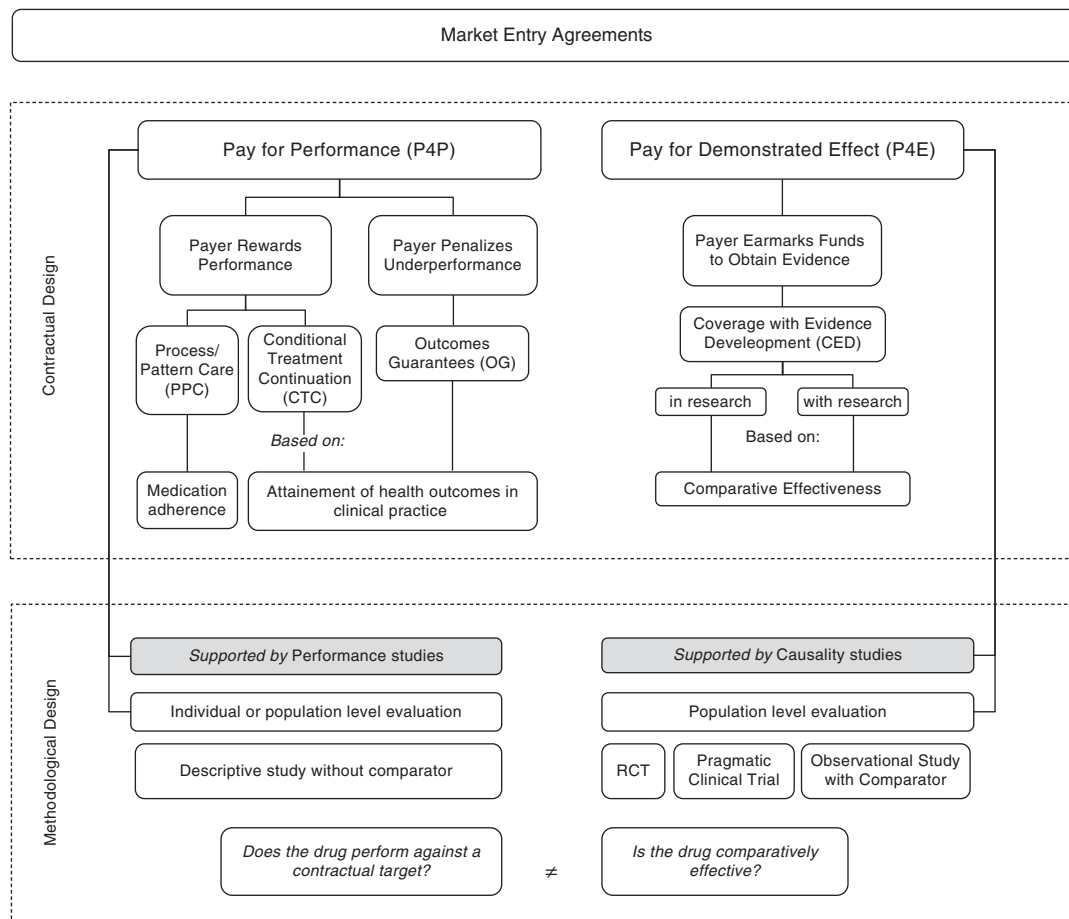 Market Entry Agreements
Contractual Design
Pay for Performance (P4P)
Pay for Demonstrated Effect (P4E)
Payer Rewards
Performance
Payer Penalizes
Underperformance
Payer Earmarks Funds
to Obtain Evidence
Process/
Pattern Care
(PPC)
Conditional
Treatment
Continuation
(CTC)
Outcomes
Guarantees (OG)
Coverage with Evidence
Develeopment (CED)
in research
with research
Based on:
Based on:
Medication
adherence
Attainement of health outcomes in
clinical practice
Comparative Effectiveness
Methodological Design
Supported by Performance studies
Supported by Causality studies
Individual or population level evaluation
Population level evaluation
Descriptive study without comparator
RCT
Pragmatic
Clinical Trial
Observational Study
with Comparator
Does the drug perform against a
contractual target?
≠
Is the drug comparatively
effective?